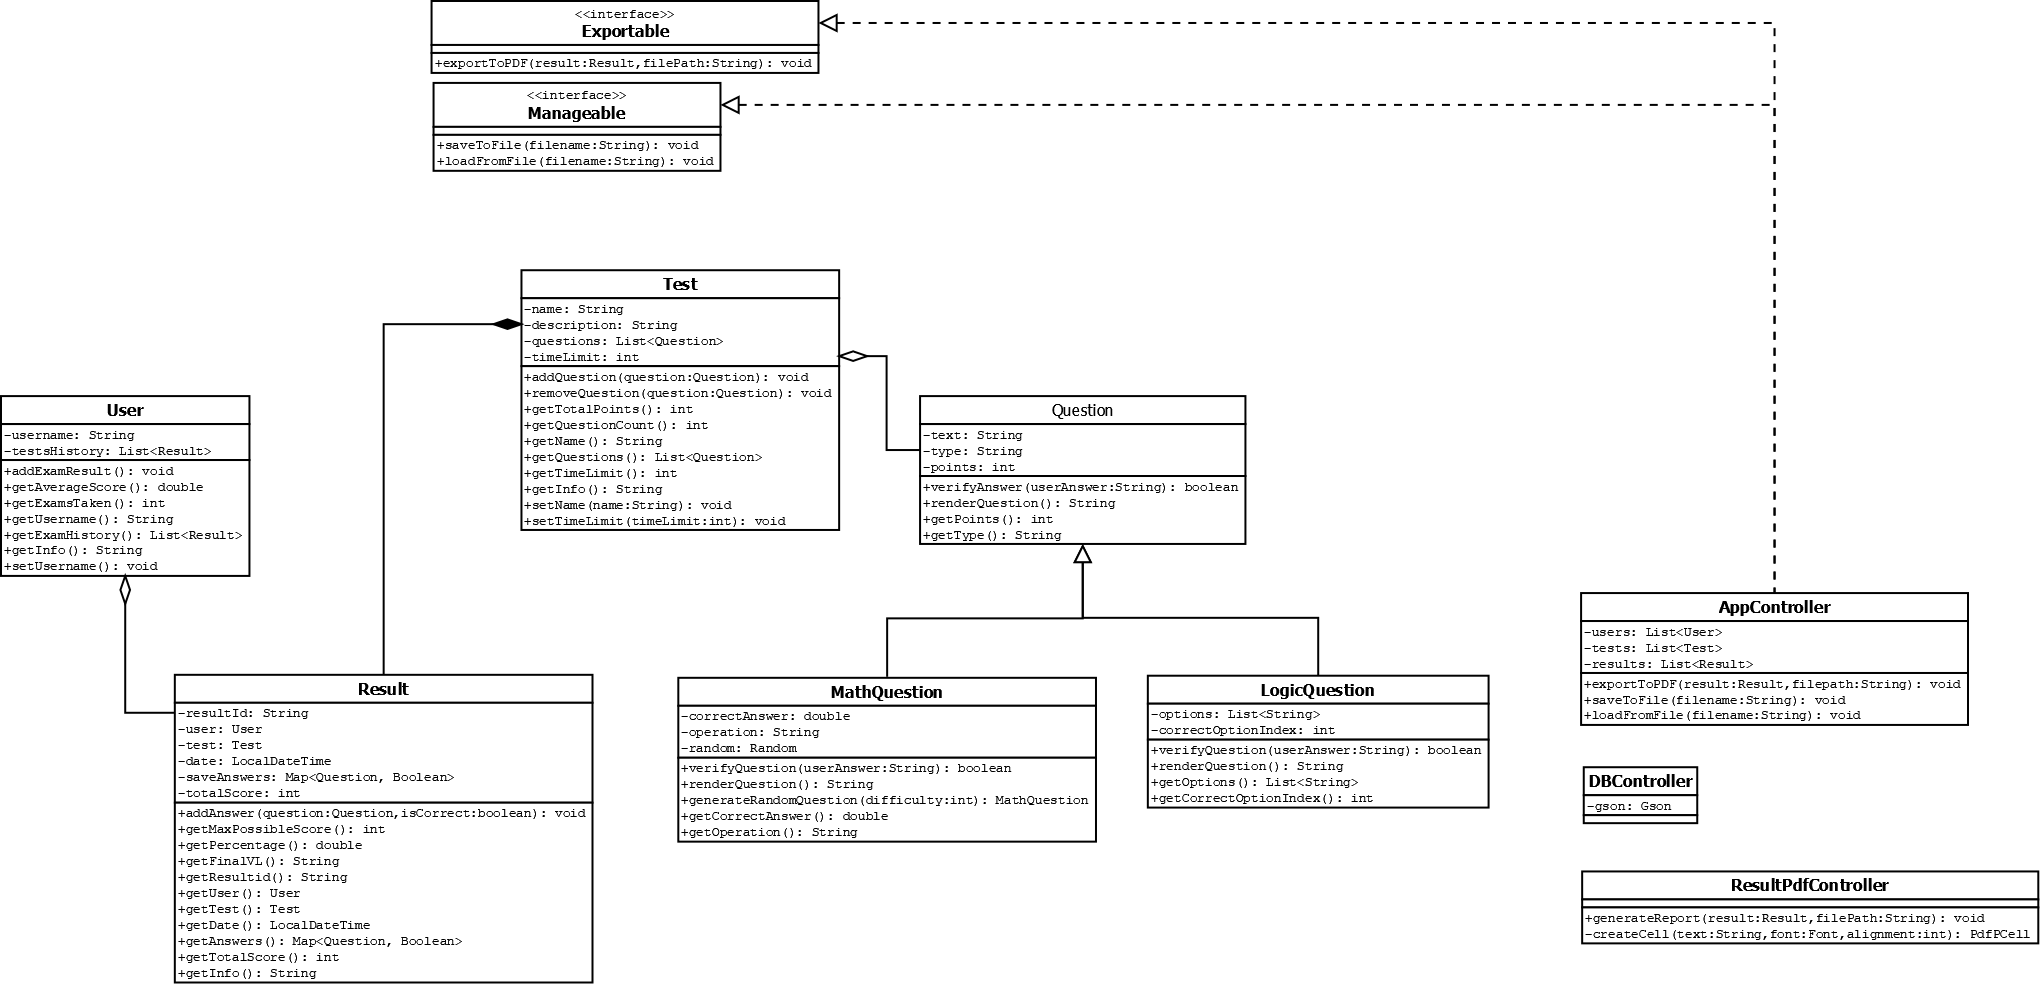 <<interface>>
Exportable
+exportToPDF(result:Result,filePath:String): void
<<interface>>
Manageable
+saveToFile(filename:String): void
+loadFromFile(filename:String): void
Test
-name: String
-description: String
-questions: List<Question>
-timeLimit: int
+addQuestion(question:Question): void
+removeQuestion(question:Question): void
+getTotalPoints(): int
+getQuestionCount(): int
+getName(): String
+getQuestions(): List<Question>
+getTimeLimit(): int
+getInfo(): String
+setName(name:String): void
+setTimeLimit(timeLimit:int): void
User
-username: String
-testsHistory: List<Result>
+addExamResult(): void
+getAverageScore(): double
+getExamsTaken(): int
+getUsername(): String
+getExamHistory(): List<Result>
+getInfo(): String
+setUsername(): void
Question
-text: String
-type: String
-points: int
+verifyAnswer(userAnswer:String): boolean
+renderQuestion(): String
+getPoints(): int
+getType(): String
Result
-resultId: String
-user: User
-test: Test
-date: LocalDateTime
-saveAnswers: Map<Question, Boolean>
-totalScore: int
+addAnswer(question:Question,isCorrect:boolean): void
+getMaxPossibleScore(): int
+getPercentage(): double
+getFinalVL(): String
+getResultid(): String
+getUser(): User
+getTest(): Test
+getDate(): LocalDateTime
+getAnswers(): Map<Question, Boolean>
+getTotalScore(): int
+getInfo(): String
MathQuestion
-correctAnswer: double
-operation: String
-random: Random
+verifyQuestion(userAnswer:String): boolean
+renderQuestion(): String
+generateRandomQuestion(difficulty:int): MathQuestion
+getCorrectAnswer(): double
+getOperation(): String
LogicQuestion
-options: List<String>
-correctOptionIndex: int
+verifyQuestion(userAnswer:String): boolean
+renderQuestion(): String
+getOptions(): List<String>
+getCorrectOptionIndex(): int
AppController
-users: List<User>
-tests: List<Test>
-results: List<Result>
+exportToPDF(result:Result,filepath:String): void
+saveToFile(filename:String): void
+loadFromFile(filename:String): void
DBController
-gson: Gson
ResultPdfController
+generateReport(result:Result,filePath:String): void
-createCell(text:String,font:Font,alignment:int): PdfPCell